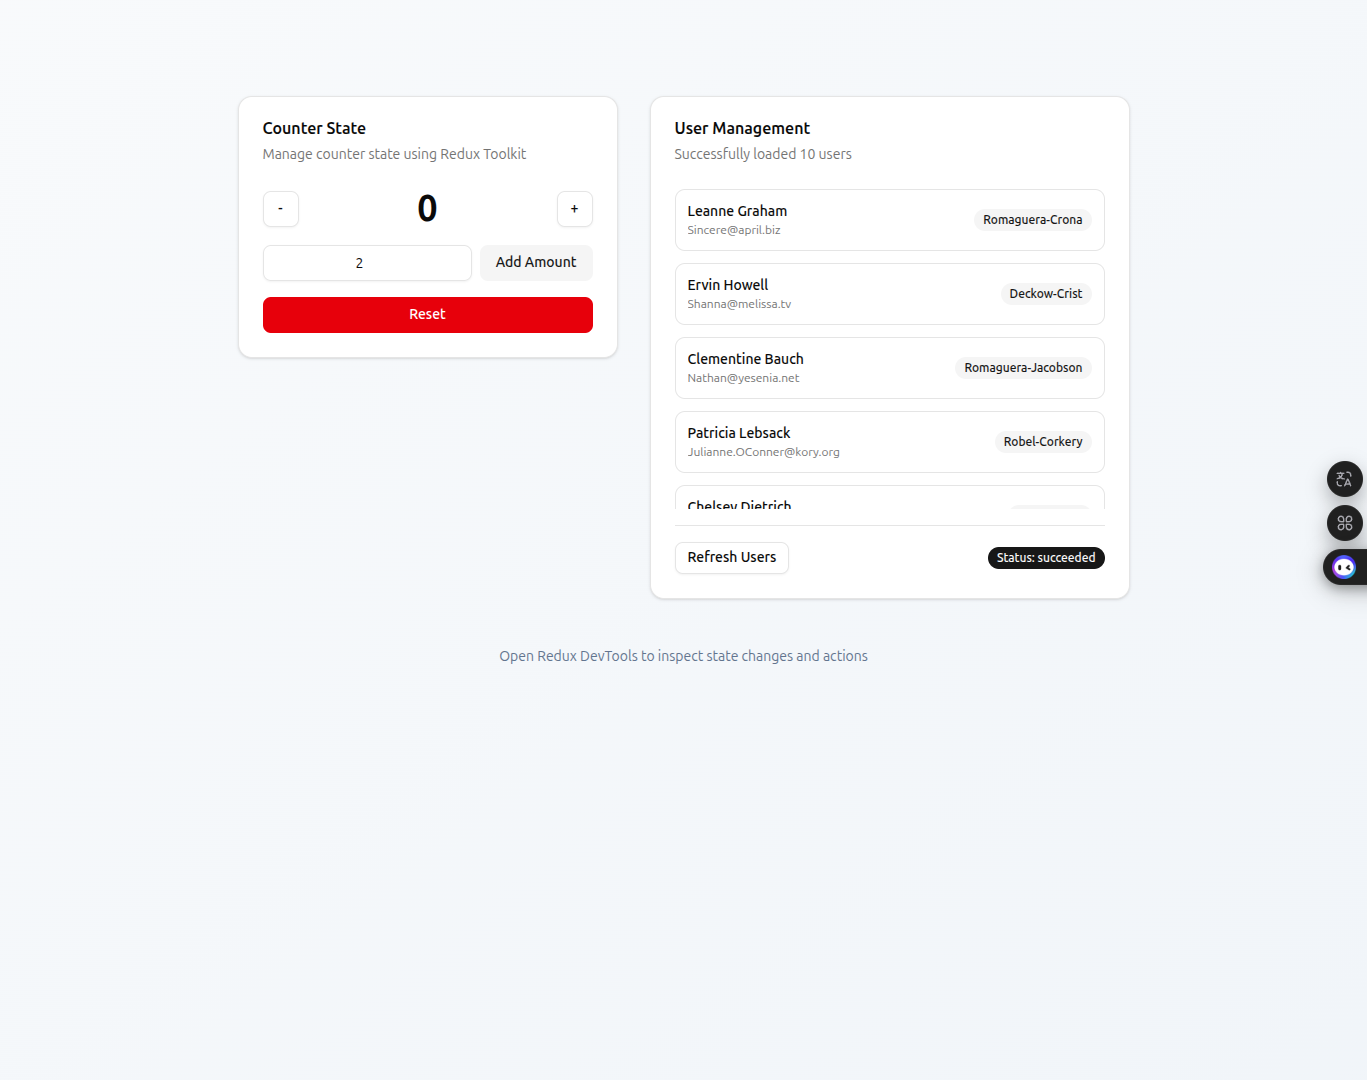 Counter State
Manage counter state using Redux Toolkit
-
0
+
2
Add Amount
Reset
User Management
Successfully loaded 10 users
Leanne Graham
Sincere@april.biz
Romaguera-Crona
Ervin Howell
Shanna@melissa.tv
Deckow-Crist
Clementine Bauch
Nathan@yesenia.net
Romaguera-Jacobson
Patricia Lebsack
Julianne.OConner@kory.org
Robel-Corkery
Chelsey Dietrich
Refresh Users
Status: succeeded
Open Redux DevTools to inspect state changes and actions